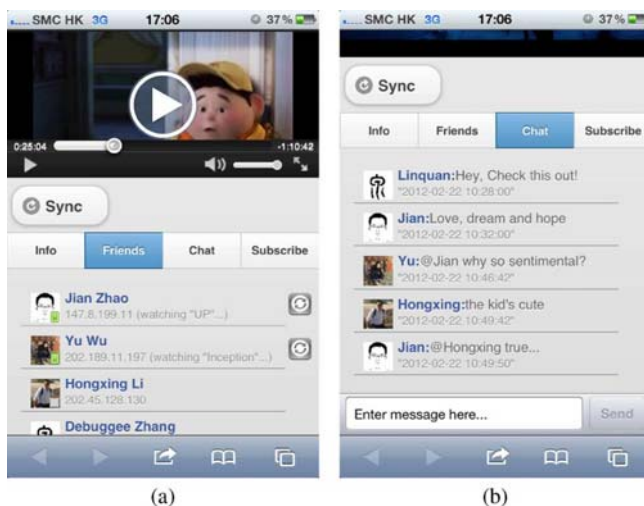 SMC HK 3G 17:06 37%
0:25:04 -1:10:42
Sync
Info Friends Chat Subscribe
Jian Zhao
147.8.199.11 (watching "UP"...)
Yu Wu
202.189.11.197 (watching "Inception"...)
Hongxing Li
202.45.128.130
Debuggee Zhang
(a)
SMC HK 3G 17:06 37%
Sync
Info Friends Chat Subscribe
Linquan:Hey, Check this out!
"2012-02-22 10:28:00"
Jian:Love, dream and hope
"2012-02-22 10:32:00"
Yu:@Jian why so sentimental?
"2012-02-22 10:46:42"
Hongxing:the kid's cute
"2012-02-22 10:49:42"
Jian:@Hongxing true...
"2012-02-22 10:49:50"
Enter message here... Send
(b)